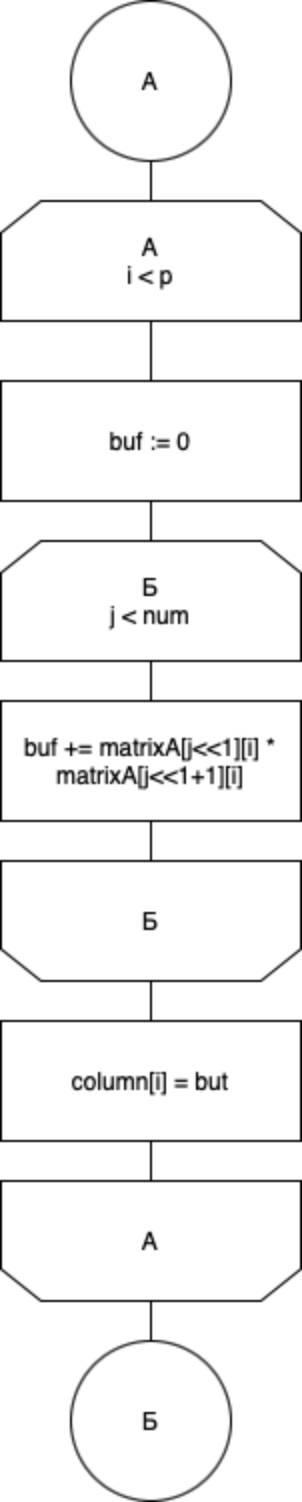 А
А
i < p
buf := 0
Б
j < num
buf += matrixA[j<<1][i] *
matrixA[j<<1+1][i]
Б
column[i] = but
А
Б